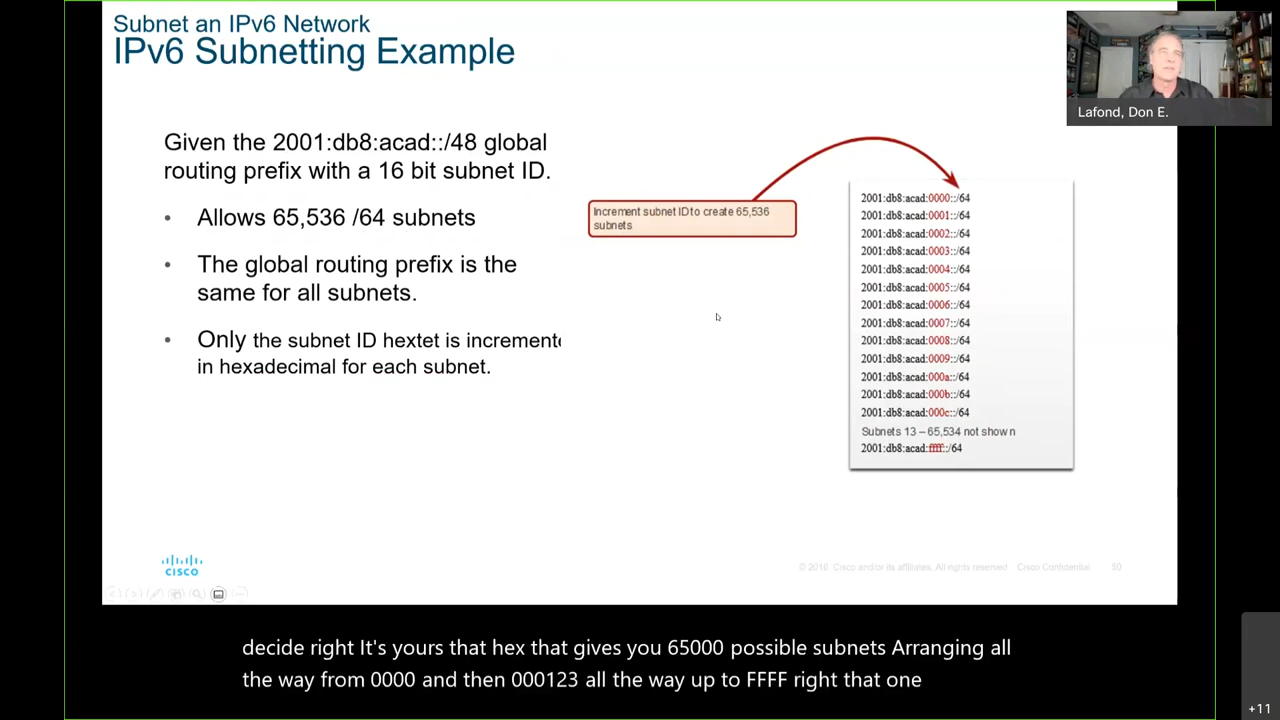 Subnet an IPv6 Network
IPv6 Subnetting Example
Lafond, Don E.
Given the 2001:db8:acad::/48 global
routing prefix with a 16 bit subnet ID.
• Allows 65,536 /64 subnets
• The global routing prefix is the
same for all subnets.
• Only the subnet ID hextet is incremente
in hexadecimal for each subnet.
Increment subnet ID to create 65,536
subnets
2001:db8:acad:0000::/64
2001:db8:acad:0001::/64
2001:db8:acad:0002::/64
2001:db8:acad:0003::/64
2001:db8:acad:0004::/64
2001:db8:acad:0005::/64
2001:db8:acad:0006::/64
2001:db8:acad:0007::/64
2001:db8:acad:0008::/64
2001:db8:acad:0009::/64
2001:db8:acad:000a::/64
2001:db8:acad:000b::/64
2001:db8:acad:000c::/64
Subnets 13 – 65,534 not shown
2001:db8:acad:ffff::/64
CISCO
© 2016 Cisco and/or its affiliates. All rights reserved. Cisco Confidential 50
decide right It's yours that hex that gives you 65000 possible subnets Arranging all
the way from 0000 and then 000123 all the way up to FFFF right that one
+11